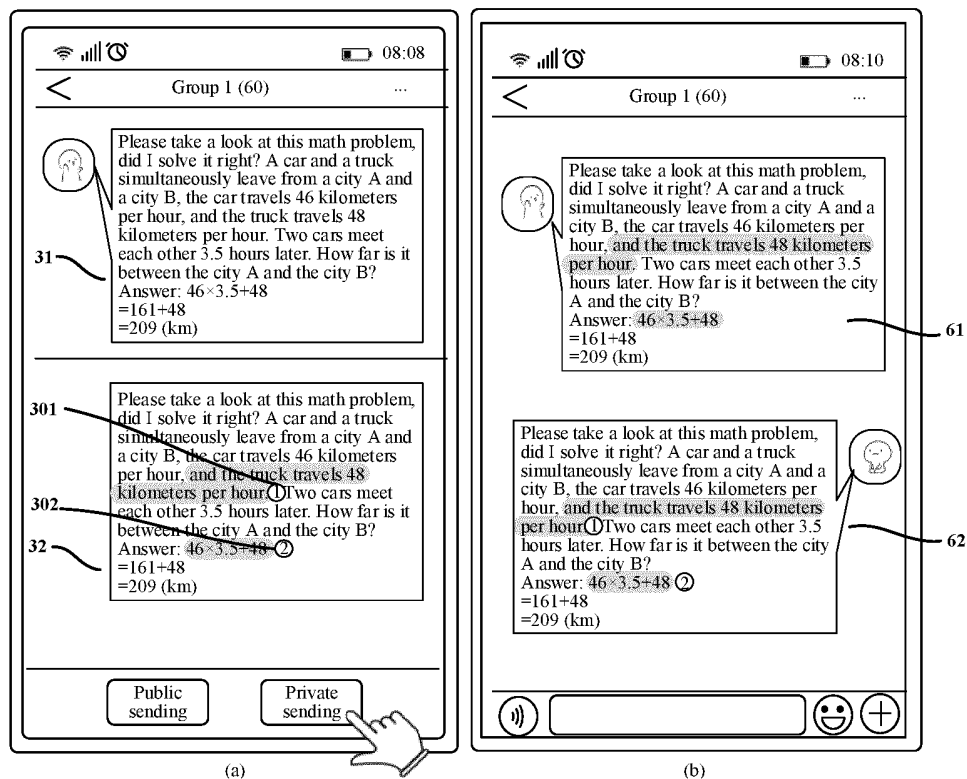 08:08
Group 1 (60)
...
Please take a look at this math problem,
did I solve it right? A car and a truck
simultaneously leave from a city A and
a city B, the car travels 46 kilometers
per hour, and the truck travels 48
kilometers per hour. Two cars meet
each other 3.5 hours later. How far is it
between the city A and the city B?
Answer: 46×3.5+48
=161+48
=209 (km)
31
Please take a look at this math problem,
did I solve it right? A car and a truck
simultaneously leave from a city A and
a city B, the car travels 46 kilometers
per hour, and the truck travels 48
kilometers per hour.①Two cars meet
each other 3.5 hours later. How far is it
between the city A and the city B?
Answer: 46×3.5+48 ②
=161+48
=209 (km)
301
302
32
Public
sending
Private
sending
(a)
08:10
Group 1 (60)
...
Please take a look at this math problem,
did I solve it right? A car and a truck
simultaneously leave from a city A and a
city B, the car travels 46 kilometers per
hour, and the truck travels 48 kilometers
per hour. Two cars meet each other 3.5
hours later. How far is it between the city
A and the city B?
Answer: 46×3.5+48
=161+48
=209 (km)
61
Please take a look at this math problem,
did I solve it right? A car and a truck
simultaneously leave from a city A and a
city B, the car travels 46 kilometers per
hour, and the truck travels 48 kilometers
per hour①Two cars meet each other 3.5
hours later. How far is it between the city
A and the city B?
Answer: 46×3.5+48 ②
=161+48
=209 (km)
62
(b)